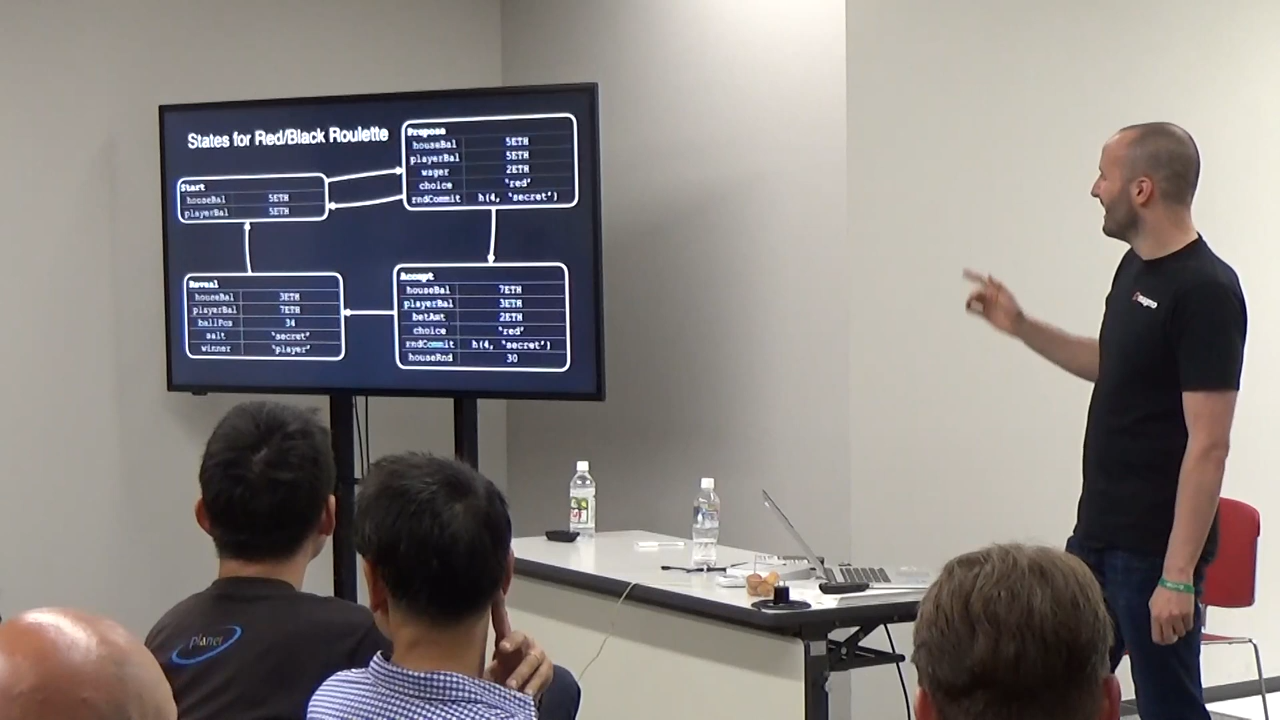 States for Red/Black Roulette
Propose
houseBal 5ETH
playerBal 5ETH
wager 2ETH
choice 'red'
rndCommit h(4, 'secret')
Start
houseBal 5ETH
playerBal 5ETH
Reveal
houseBal 3ETH
playerBal 7ETH
ballPos 34
salt "secret"
winner 'player'
Accept
houseBal 7ETH
playerBal 3ETH
betAmt 2ETH
choice "red'
rndCommit h(4, "secret')
houseRnd 30
planet